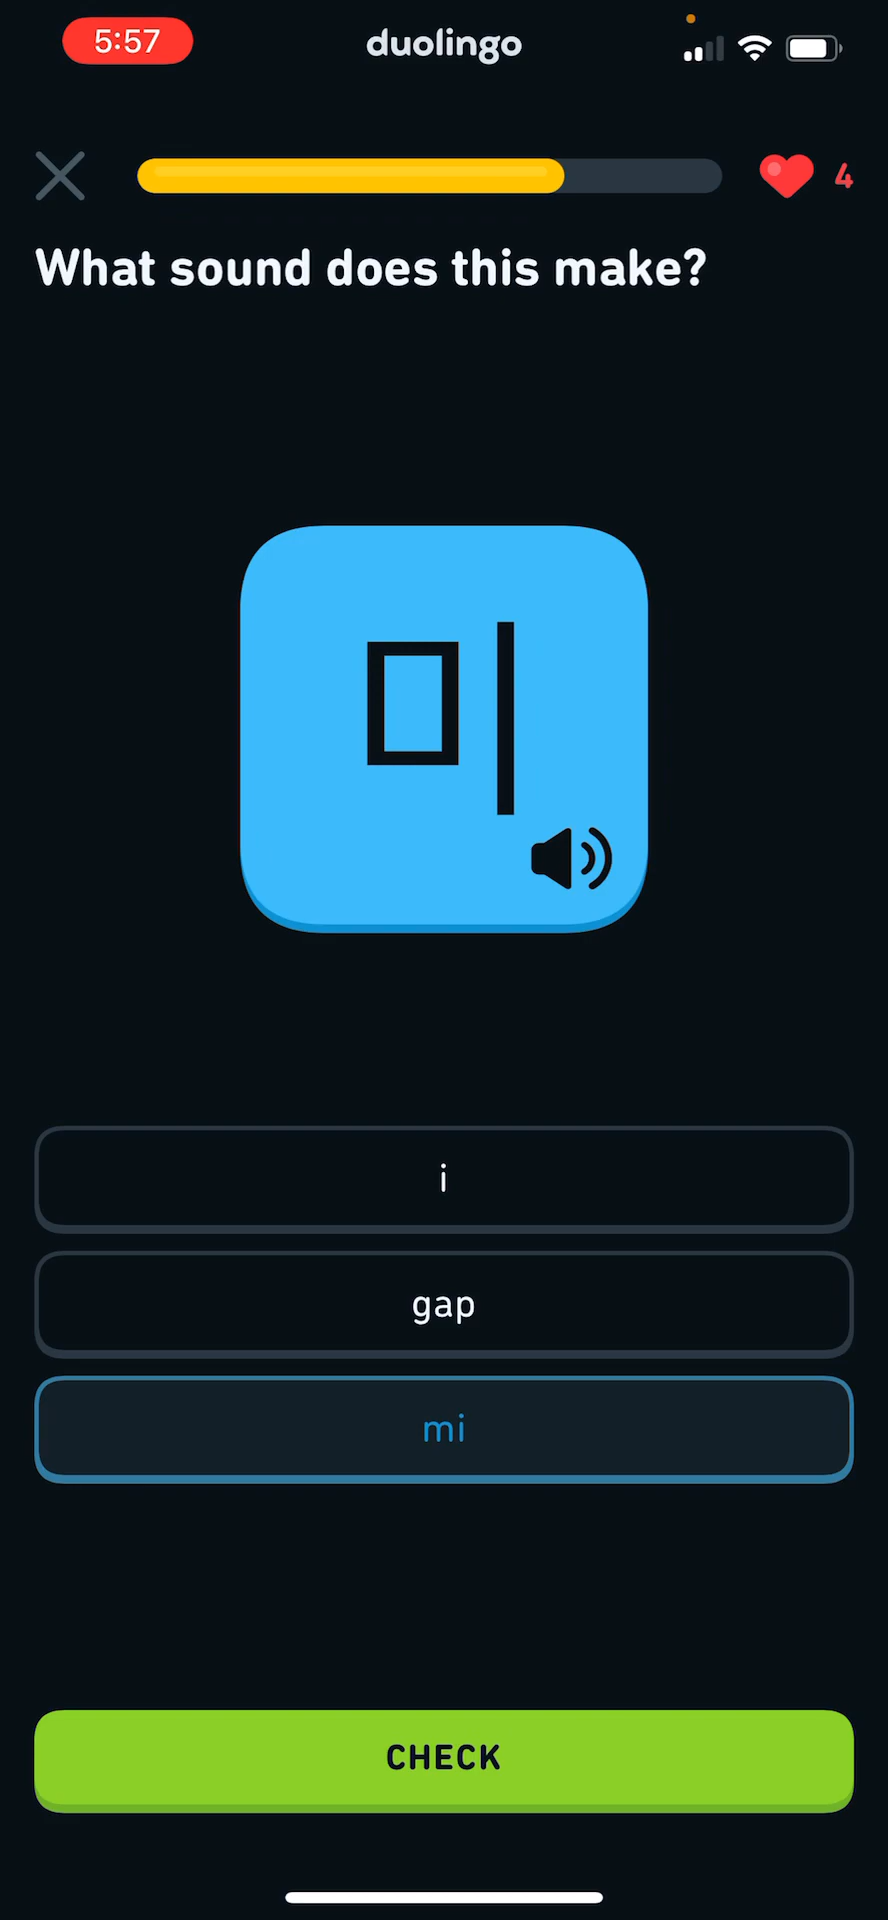 5:57
duolingo
4
What sound does this make?
미
i
gap
mi
CHECK